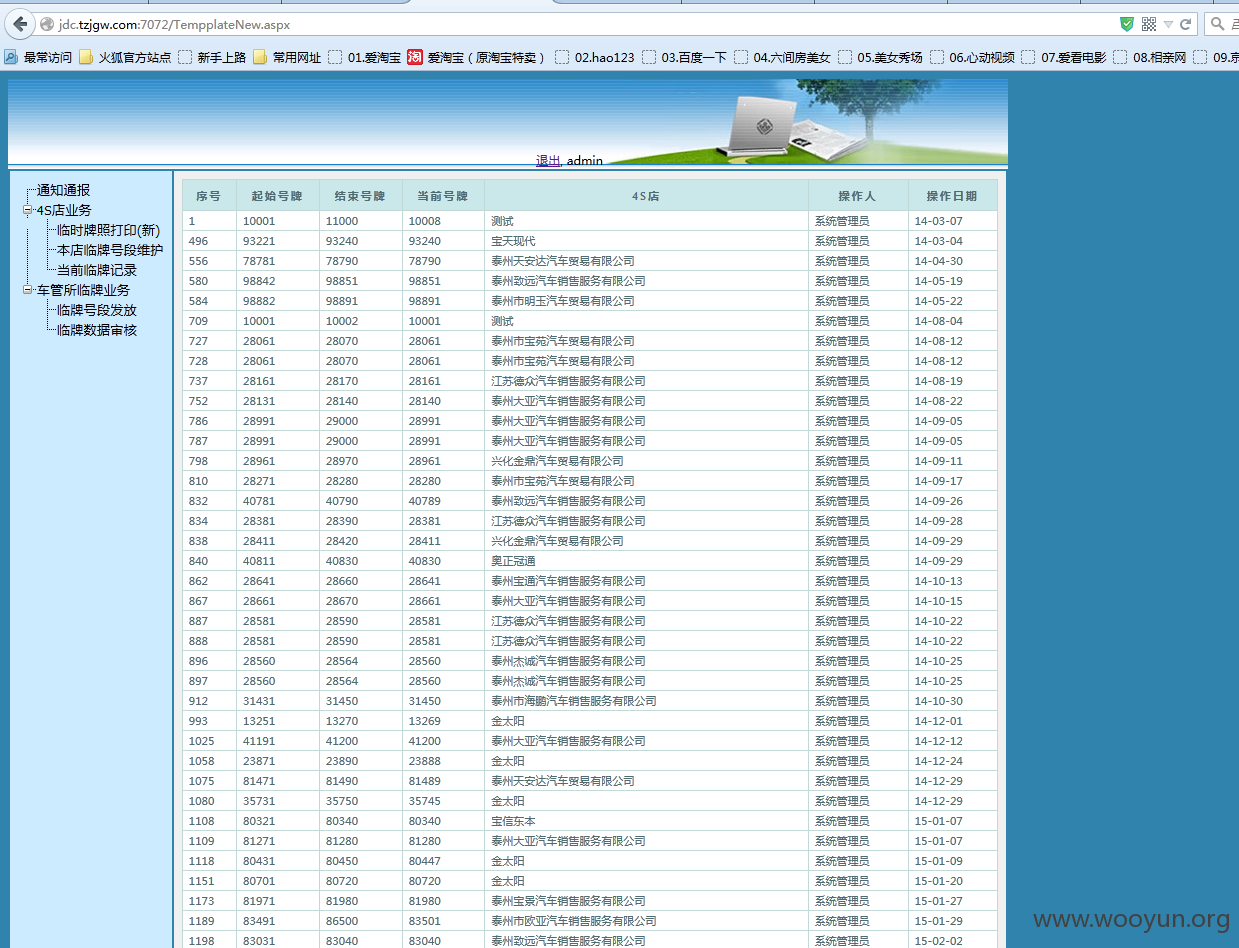 jdc.tzjgw.com:7072/TempplateNew.aspx
最常访问 火狐官方站点 新手上路 常用网址 01.爱淘宝 淘 爱淘宝（原淘宝特卖） 02.hao123 03.百度一下 04.六间房美女 05.美女秀场 06.心动视频 07.爱看电影 08.相亲网 09.京
退出 admin
通知通报
4S店业务
临时牌照打印(新)
本店临牌号段维护
当前临牌记录
车管所临牌业务
临牌号段发放
临牌数据审核
序号 起始号牌 结束号牌 当前号牌 4S店 操作人 操作日期
1 10001 11000 10008 测试 系统管理员 14-03-07
496 93221 93240 93240 宝天现代 系统管理员 14-03-04
556 78781 78790 78790 泰州天安达汽车贸易有限公司 系统管理员 14-04-30
580 98842 98851 98851 泰州致远汽车销售服务有限公司 系统管理员 14-05-19
584 98882 98891 98891 泰州市明玉汽车贸易有限公司 系统管理员 14-05-22
709 10001 10002 10001 测试 系统管理员 14-08-04
727 28061 28070 28061 泰州市宝苑汽车贸易有限公司 系统管理员 14-08-12
728 28061 28070 28061 泰州市宝苑汽车贸易有限公司 系统管理员 14-08-12
737 28161 28170 28161 江苏德众汽车销售服务有限公司 系统管理员 14-08-19
752 28131 28140 28140 泰州大亚汽车销售服务有限公司 系统管理员 14-08-22
786 28991 29000 28991 泰州大亚汽车销售服务有限公司 系统管理员 14-09-05
787 28991 29000 28991 泰州大亚汽车销售服务有限公司 系统管理员 14-09-05
798 28961 28970 28961 兴化金鼎汽车贸易有限公司 系统管理员 14-09-11
810 28271 28280 28280 泰州市宝苑汽车贸易有限公司 系统管理员 14-09-17
832 40781 40790 40789 泰州致远汽车销售服务有限公司 系统管理员 14-09-26
834 28381 28390 28381 江苏德众汽车销售服务有限公司 系统管理员 14-09-28
838 28411 28420 28411 兴化金鼎汽车贸易有限公司 系统管理员 14-09-29
840 40811 40830 40830 奥正冠通 系统管理员 14-09-29
862 28641 28660 28641 泰州宝通汽车销售服务有限公司 系统管理员 14-10-13
867 28661 28670 28661 泰州大亚汽车销售服务有限公司 系统管理员 14-10-15
887 28581 28590 28581 江苏德众汽车销售服务有限公司 系统管理员 14-10-22
888 28581 28590 28581 江苏德众汽车销售服务有限公司 系统管理员 14-10-22
896 28560 28564 28560 泰州杰诚汽车销售服务有限公司 系统管理员 14-10-25
897 28560 28564 28560 泰州杰诚汽车销售服务有限公司 系统管理员 14-10-25
912 31431 31450 31450 泰州市海鹏汽车销售服务有限公司 系统管理员 14-10-30
993 13251 13270 13269 金太阳 系统管理员 14-12-01
1025 41191 41200 41200 泰州大亚汽车销售服务有限公司 系统管理员 14-12-12
1058 23871 23890 23888 金太阳 系统管理员 14-12-24
1075 81471 81490 81489 泰州天安达汽车贸易有限公司 系统管理员 14-12-29
1080 35731 35750 35745 金太阳 系统管理员 14-12-29
1108 80321 80340 80340 宝信东本 系统管理员 15-01-07
1109 81271 81280 81280 泰州大亚汽车销售服务有限公司 系统管理员 15-01-07
1118 80431 80450 80447 金太阳 系统管理员 15-01-09
1151 80701 80720 80720 金太阳 系统管理员 15-01-20
1173 81971 81980 81980 泰州宝景汽车销售服务有限公司 系统管理员 15-01-27
1189 83491 86500 83501 泰州市欧亚汽车销售服务有限公司 系统管理员 15-01-29
1198 83031 83040 83040 泰州致远汽车销售服务有限公司 系统管理员 15-02-02
www.wooyun.org